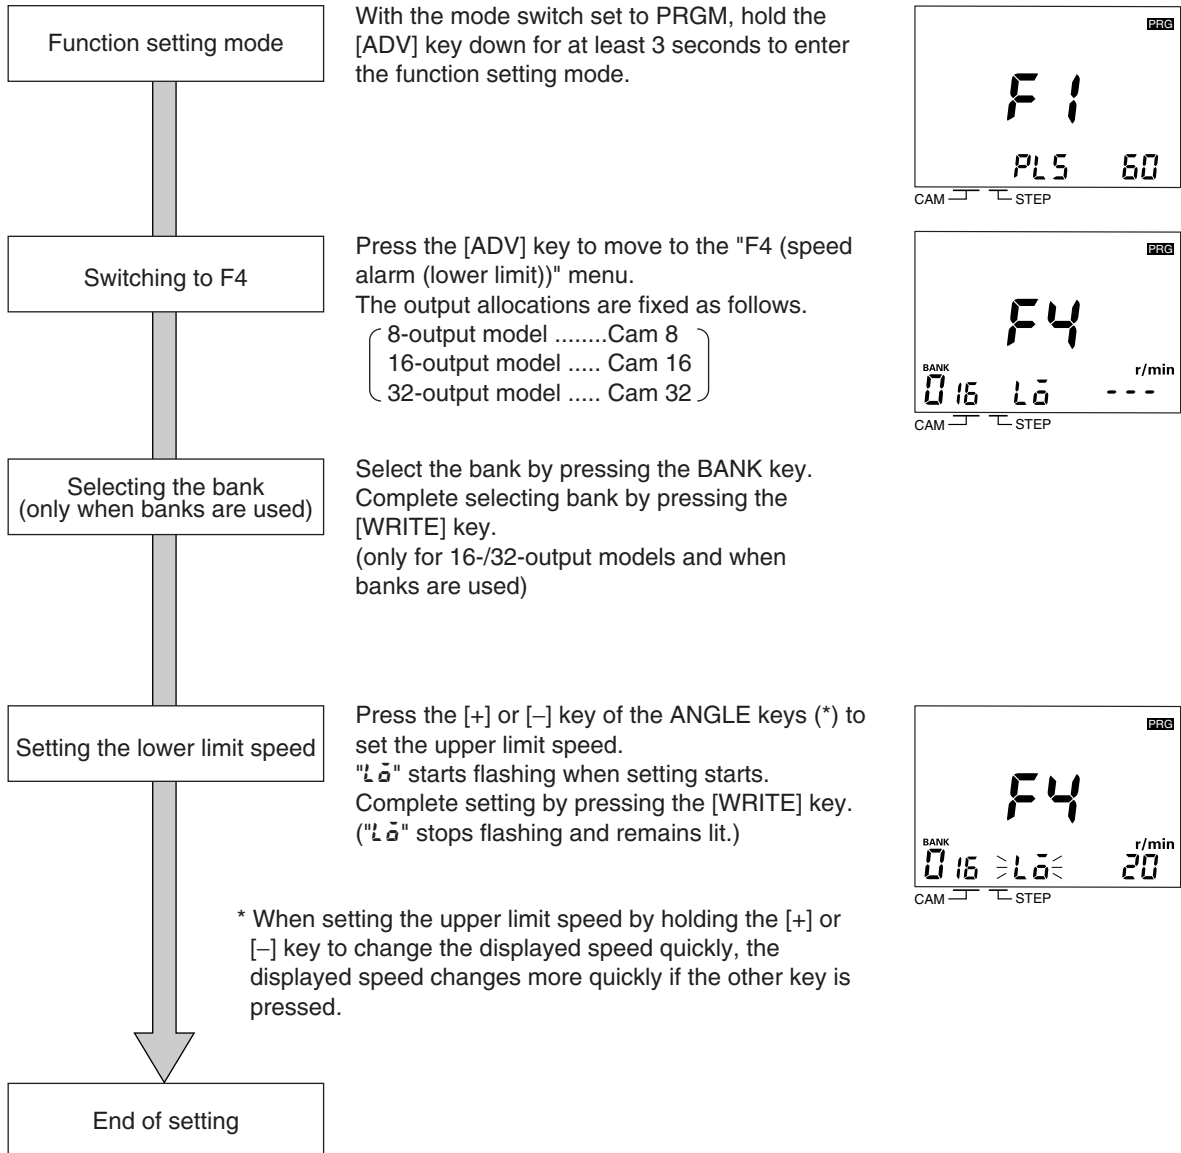 Function setting mode
With the mode switch set to PRGM, hold the
[ADV] key down for at least 3 seconds to enter
the function setting mode.
PRG
F1
PLS 60
CAM STEP
Switching to F4
Press the [ADV] key to move to the "F4 (speed
alarm (lower limit))" menu.
The output allocations are fixed as follows.
8-output model ........Cam 8
16-output model ..... Cam 16
32-output model ..... Cam 32
PRG
F4
BANK r/min
0 16 Lō - - -
CAM STEP
Selecting the bank
(only when banks are used)
Select the bank by pressing the BANK key.
Complete selecting bank by pressing the
[WRITE] key.
(only for 16-/32-output models and when
banks are used)
Setting the lower limit speed
Press the [+] or [–] key of the ANGLE keys (*) to
set the upper limit speed.
"Lō" starts flashing when setting starts.
Complete setting by pressing the [WRITE] key.
("Lō" stops flashing and remains lit.)
PRG
F4
BANK r/min
0 16 Lō 20
CAM STEP
* When setting the upper limit speed by holding the [+] or
[–] key to change the displayed speed quickly, the
displayed speed changes more quickly if the other key is
pressed.
End of setting